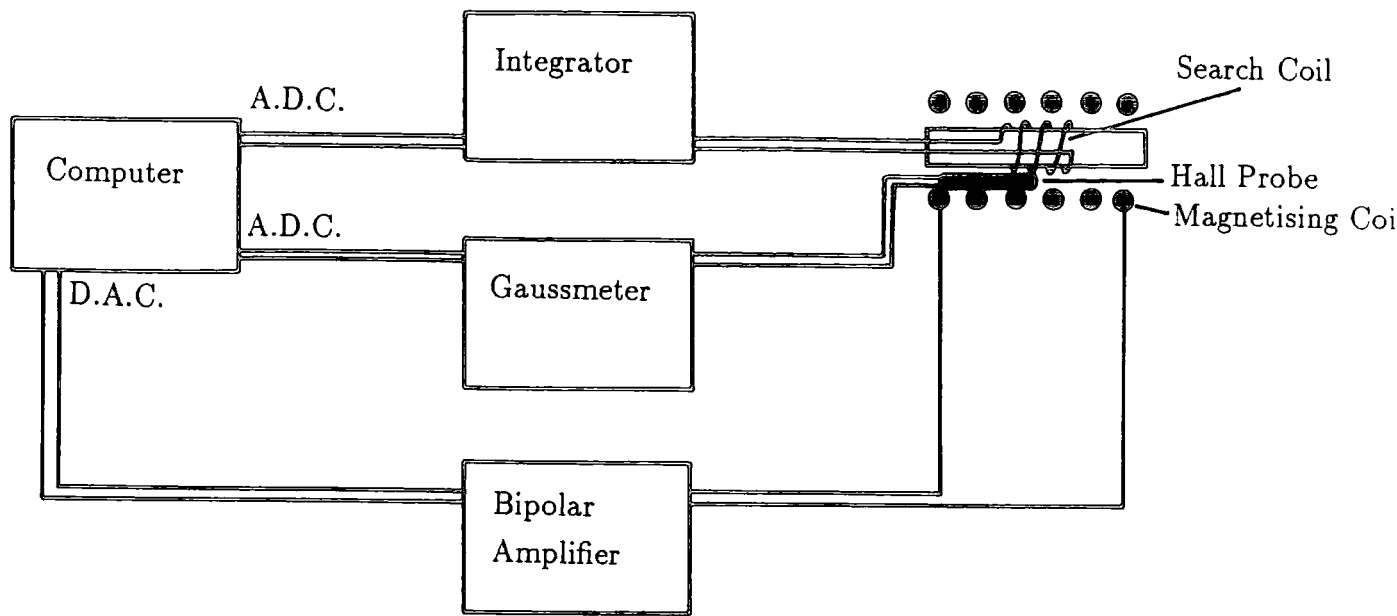 Integrator
Search Coil
A.D.C.
Computer
Hall Probe
Magnetising Coi
A.D.C.
D.A.C.
Gaussmeter
Bipolar
Amplifier